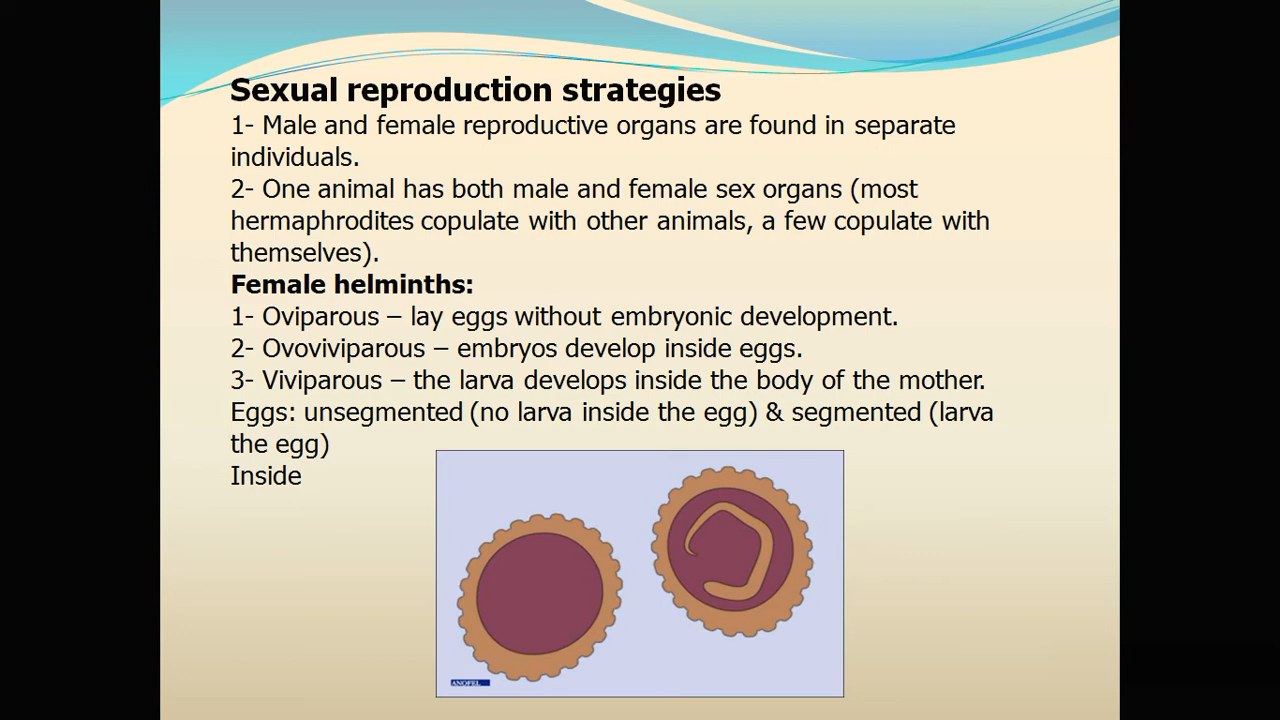 Sexual reproduction strategies
1- Male and female reproductive organs are found in separate
individuals.
2- One animal has both male and female sex organs (most
hermaphrodites copulate with other animals, a few copulate with
themselves).
Female helminths:
1- Oviparous – lay eggs without embryonic development.
2- Ovoviviparous – embryos develop inside eggs.
3- Viviparous – the larva develops inside the body of the mother.
Eggs: unsegmented (no larva inside the egg) & segmented (larva
the egg)
Inside
ANOFEL